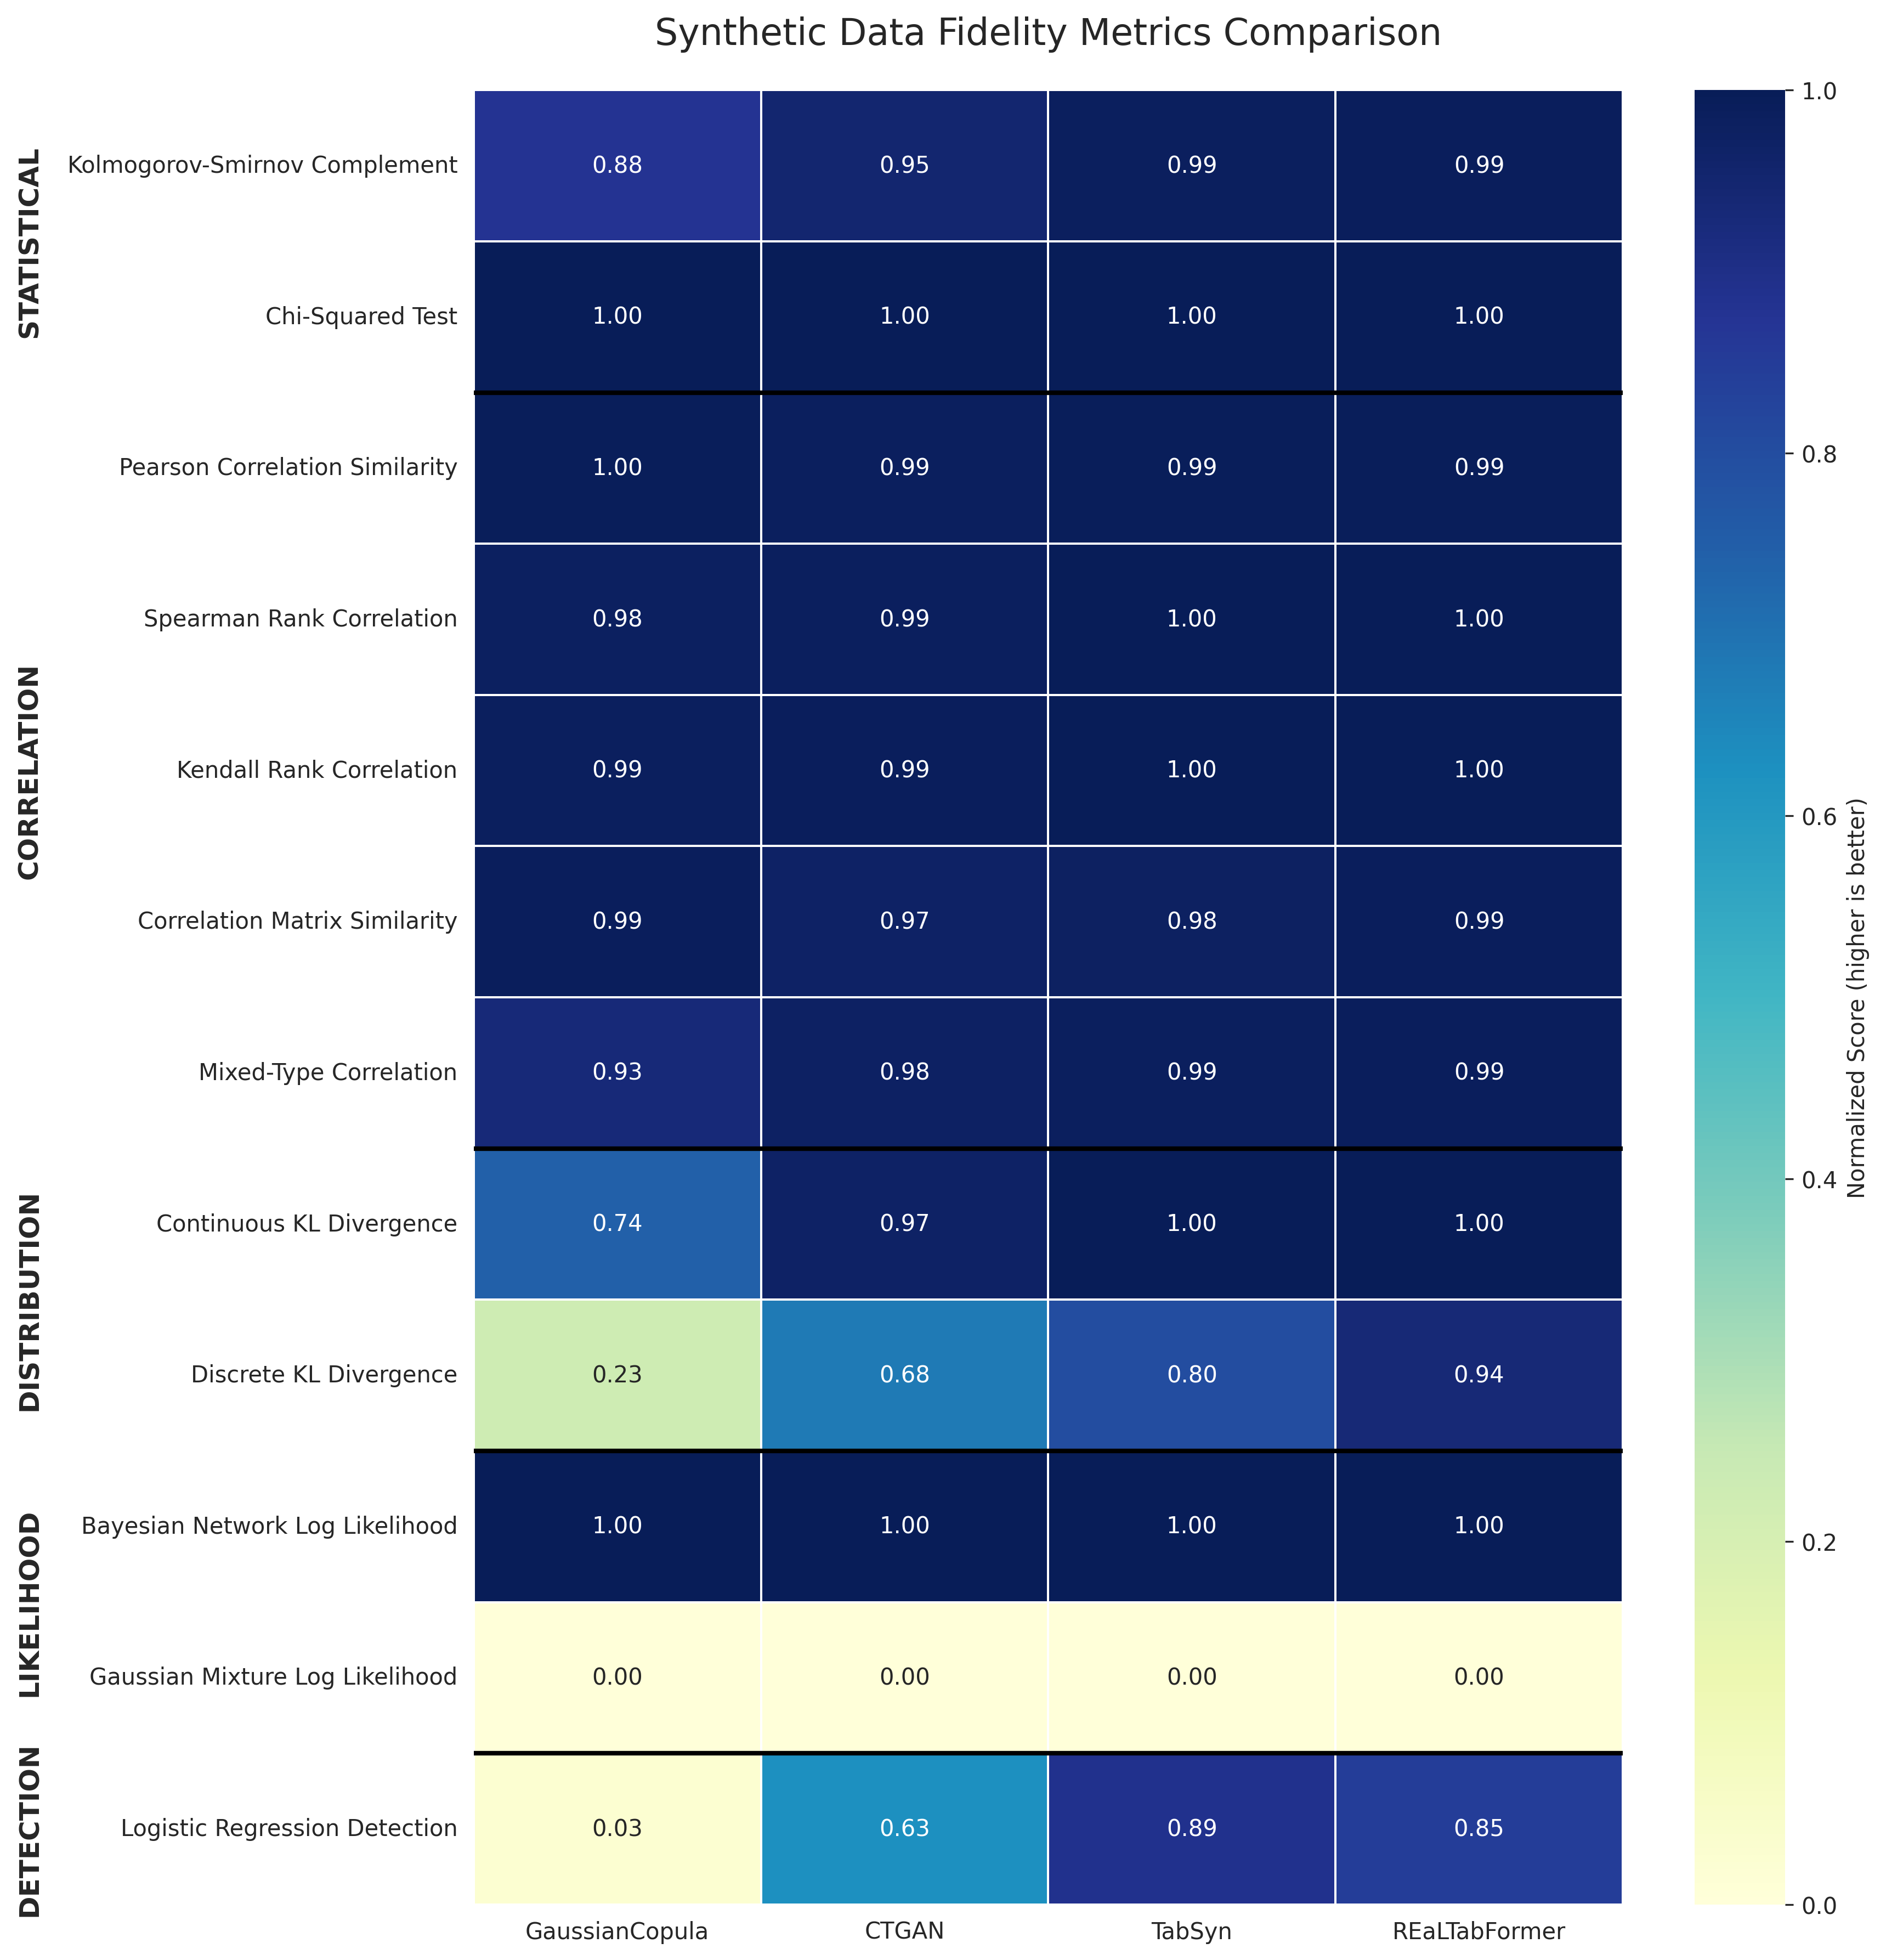 Synthetic Data Fidelity Metrics Comparison
STATISTICAL
Kolmogorov-Smirnov Complement 0.88 0.95 0.99 0.99
Chi-Squared Test 1.00 1.00 1.00 1.00
CORRELATION
Pearson Correlation Similarity 1.00 0.99 0.99 0.99
Spearman Rank Correlation 0.98 0.99 1.00 1.00
Kendall Rank Correlation 0.99 0.99 1.00 1.00
Correlation Matrix Similarity 0.99 0.97 0.98 0.99
Mixed-Type Correlation 0.93 0.98 0.99 0.99
DISTRIBUTION
Continuous KL Divergence 0.74 0.97 1.00 1.00
Discrete KL Divergence 0.23 0.68 0.80 0.94
LIKELIHOOD
Bayesian Network Log Likelihood 1.00 1.00 1.00 1.00
Gaussian Mixture Log Likelihood 0.00 0.00 0.00 0.00
DETECTION
Logistic Regression Detection 0.03 0.63 0.89 0.85
GaussianCopula CTGAN TabSyn REaLTabFormer
1.0
0.8
0.6
0.4
0.2
0.0
Normalized Score (higher is better)